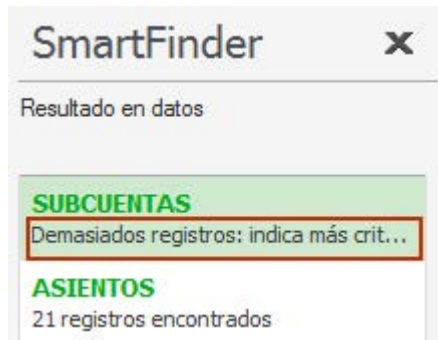 SmartFinder
Resultado en datos
SUBCUENTAS
Demasiados registros: indica más crit...
ASIENTOS
21 registros encontrados